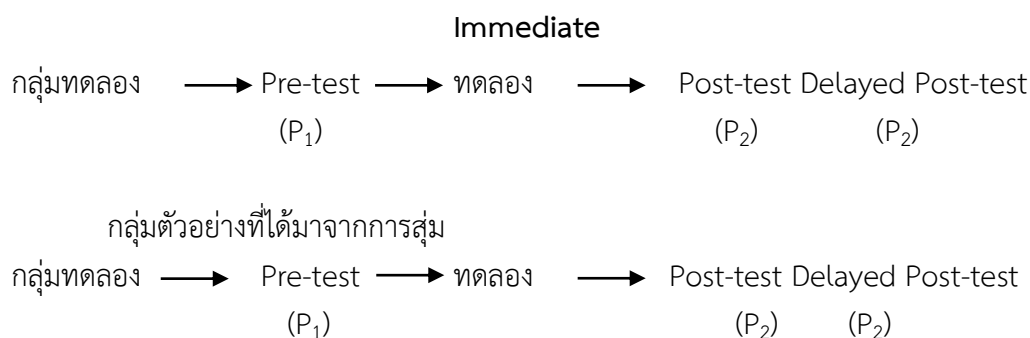 Immediate
กลุ่มทดลอง Pre-test ทดลอง Post-test Delayed Post-test
(P₁) (P₂) (P₂)
กลุ่มตัวอย่างที่ได้มาจากการสุ่ม
กลุ่มทดลอง Pre-test ทดลอง Post-test Delayed Post-test
(P₁) (P₂) (P₂)